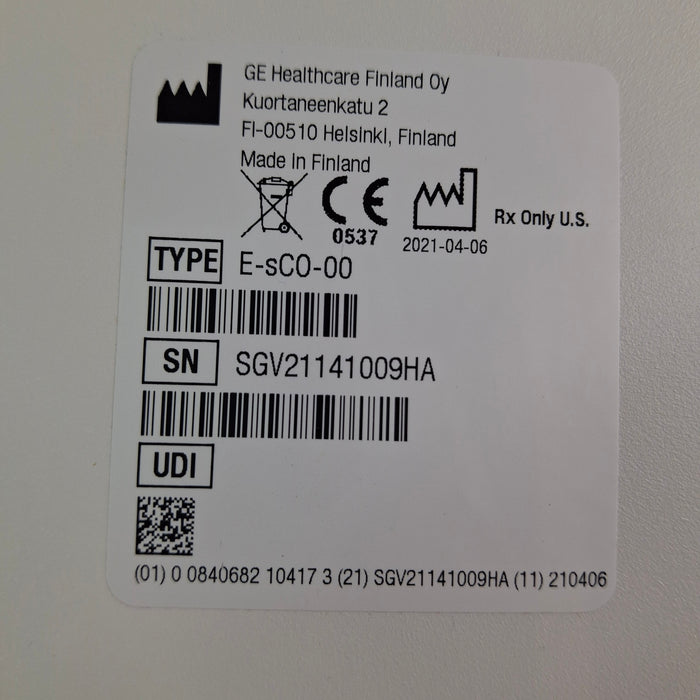 GE Healthcare Finland Oy
Kuortaneenkatu 2
FI-00510 Helsinki, Finland
Made in Finland
CE
0537
2021-04-06
Rx Only U.S.
TYPE E-sCO-00
SN SGV21141009HA
UDI
(01) 0 0840682 10417 3 (21) SGV21141009HA (11) 210406